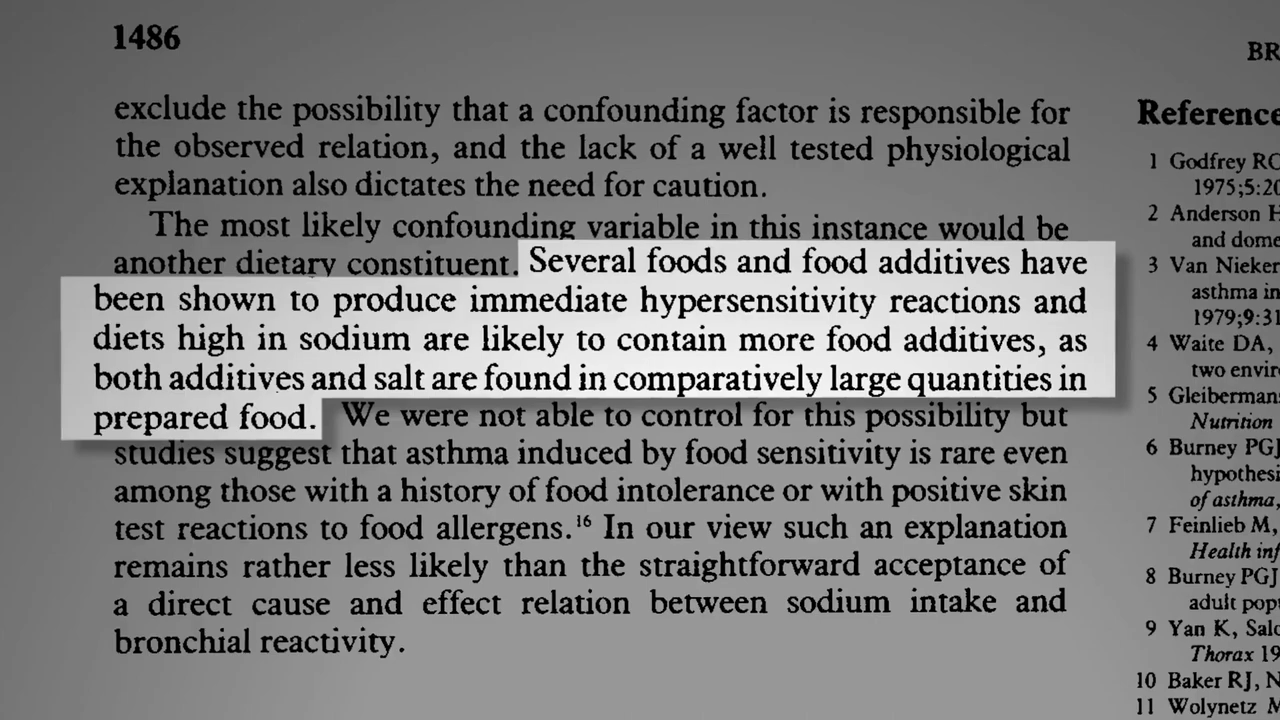 1486
BR
exclude the possibility that a confounding factor is responsible for
the observed relation, and the lack of a well tested physiological
explanation also dictates the need for caution.
The most likely confounding variable in this instance would be
another dietary constituent. Several foods and food additives have
been shown to produce immediate hypersensitivity reactions and
diets high in sodium are likely to contain more food additives, as
both additives and salt are found in comparatively large quantities in
prepared food. We were not able to control for this possibility but
studies suggest that asthma induced by food sensitivity is rare even
among those with a history of food intolerance or with positive skin
test reactions to food allergens.16 In our view such an explanation
remains rather less likely than the straightforward acceptance of
a direct cause and effect relation between sodium intake and
bronchial reactivity.
Reference
1 Godfrey RC
1975;5:20
2 Anderson H
and dome
3 Van Nieker
asthma in
1979;9:31
4 Waite DA,
two envir
5 Gleiberman
Nutrition
6 Burney PGJ
hypothesi
of asthma,
7 Feinlieb M,
Health inf
8 Burney PGJ
adult pop
9 Yan K, Salo
Thorax 19
10 Baker RJ, N
11 Wolynetz M